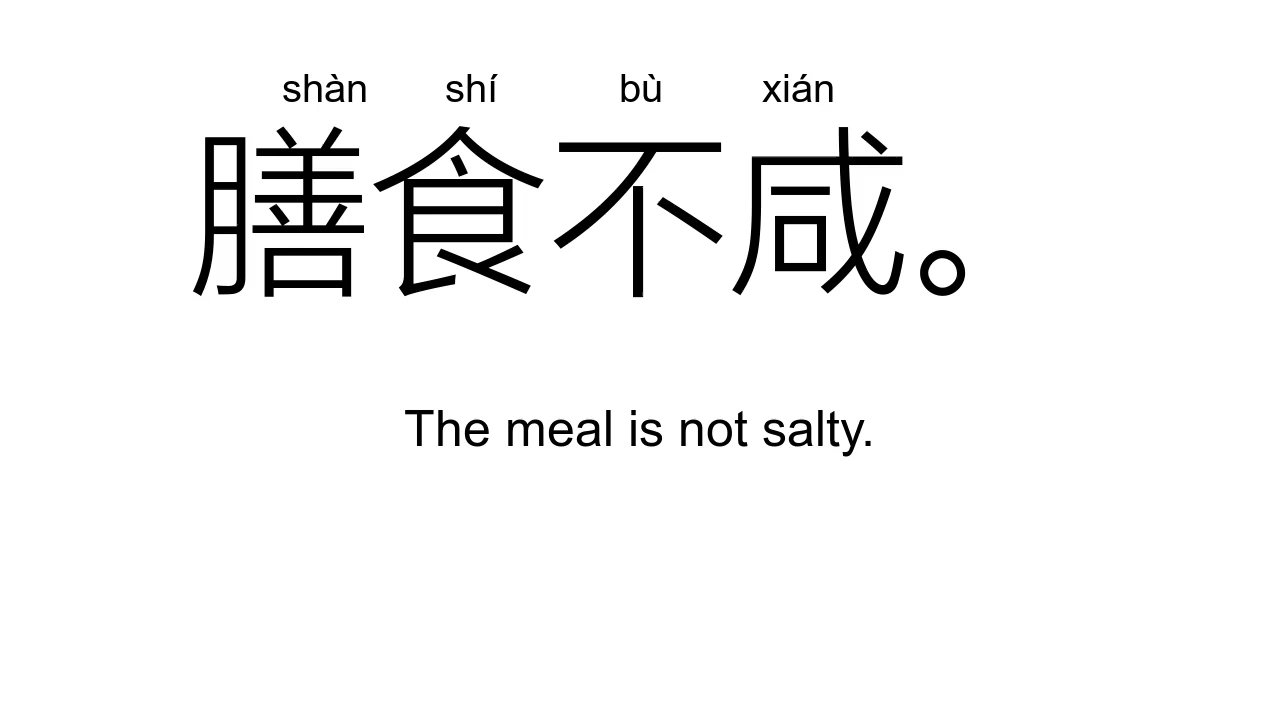 shàn shí bù xián
膳食不咸。
The meal is not salty.